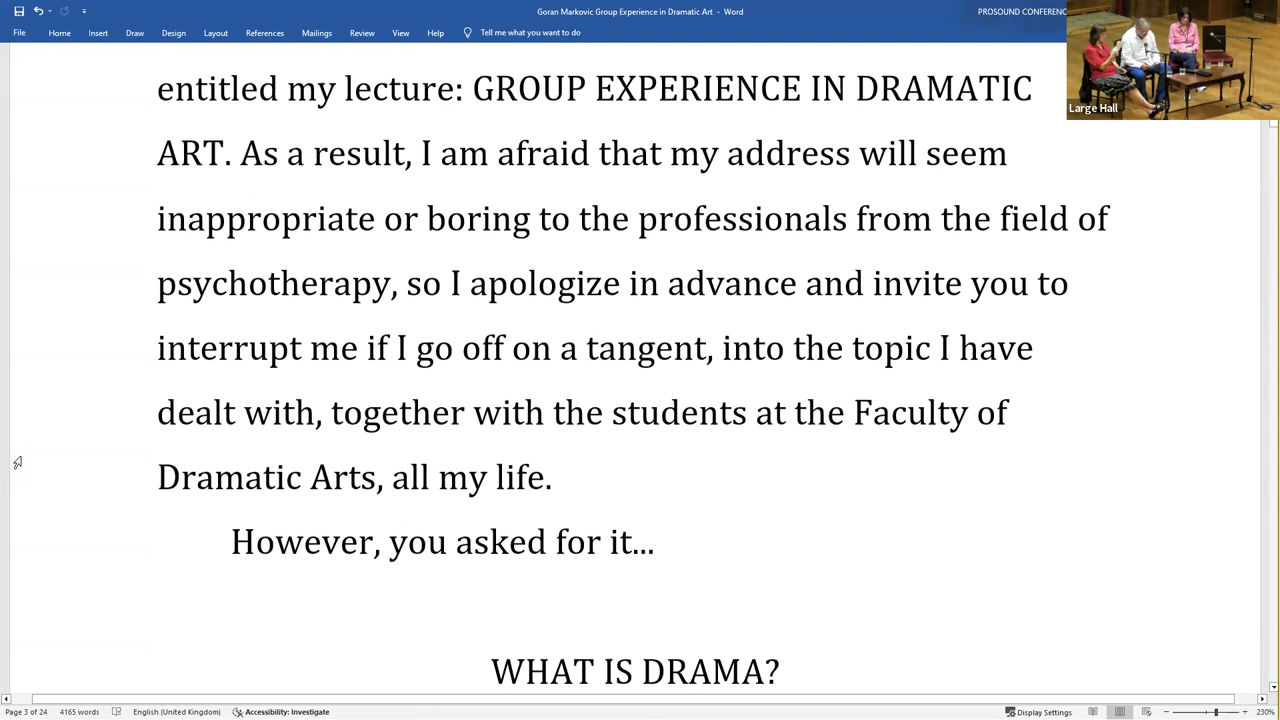 Goran Markovic Group Experience in Dramatic Art - Word
PROSOUND CONFERENC
File Home Insert Draw Design Layout References Mailings Review View Help Tell me what you want to do
Large Hall
entitled my lecture: GROUP EXPERIENCE IN DRAMATIC
ART. As a result, I am afraid that my address will seem
inappropriate or boring to the professionals from the field of
psychotherapy, so I apologize in advance and invite you to
interrupt me if I go off on a tangent, into the topic I have
dealt with, together with the students at the Faculty of
Dramatic Arts, all my life.
However, you asked for it...
WHAT IS DRAMA?
Page 3 of 24 4165 words English (United Kingdom) Accessibility: Investigate Display Settings 230%